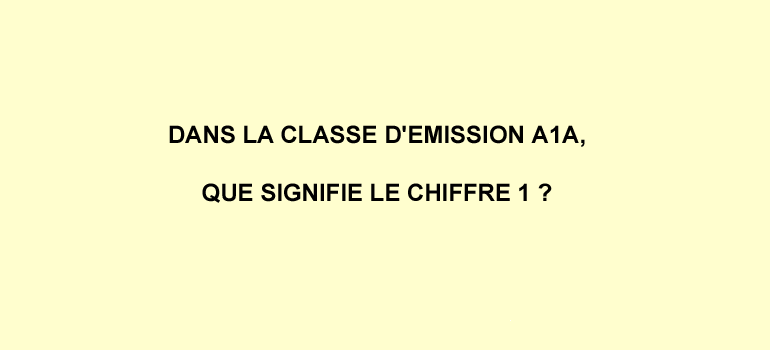 DANS LA CLASSE D'EMISSION A1A,
QUE SIGNIFIE LE CHIFFRE 1 ?